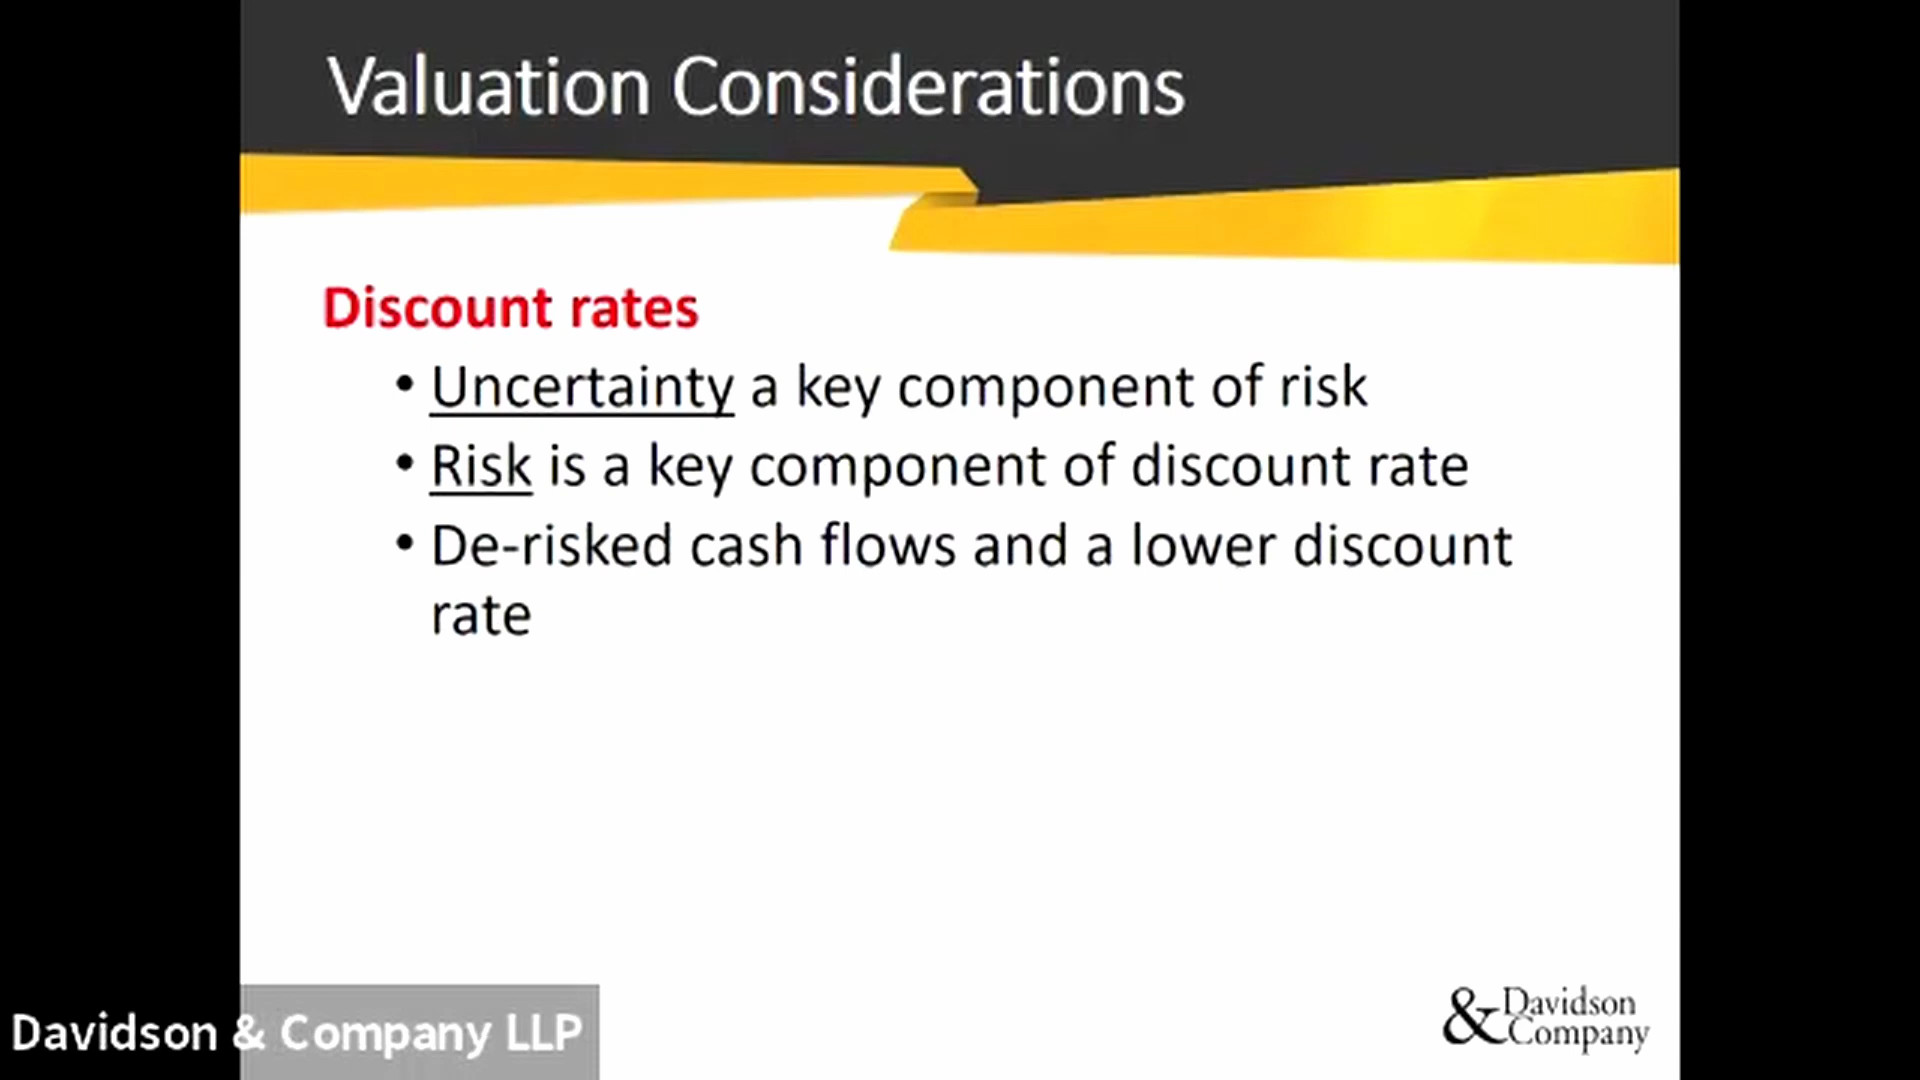 Valuation Considerations
Discount rates
• Uncertainty a key component of risk
• Risk is a key component of discount rate
• De-risked cash flows and a lower discount
rate
Davidson & Company LLP
& Davidson
Company